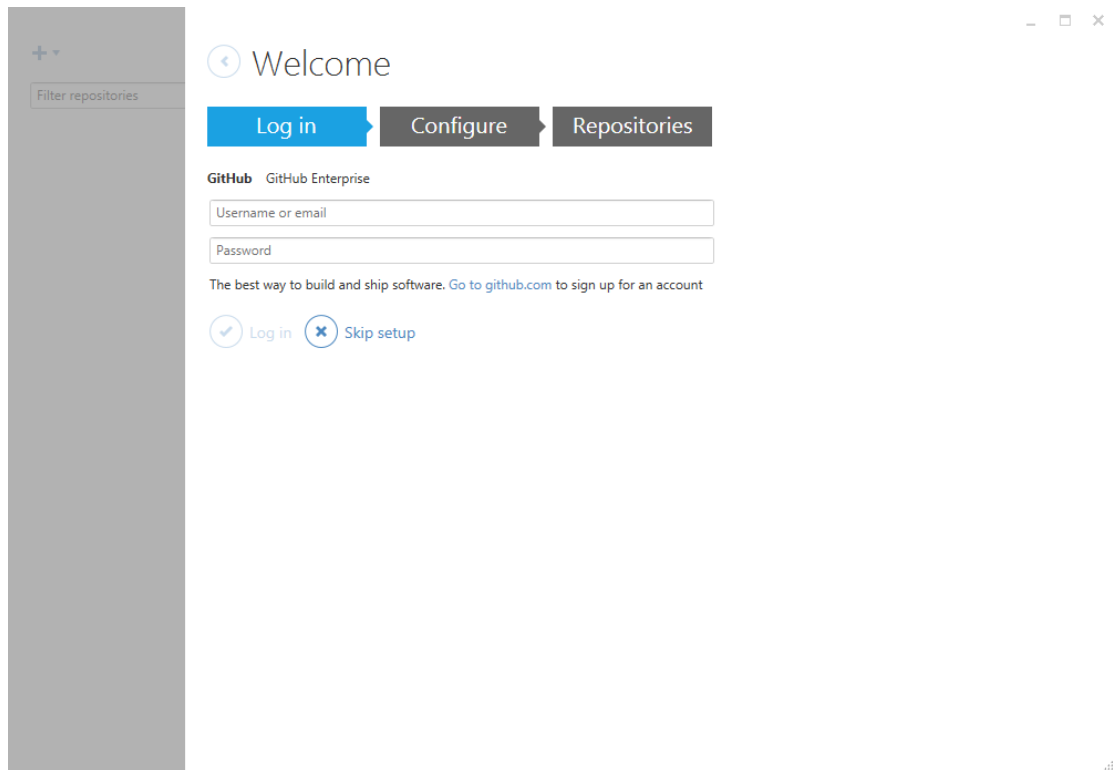 Welcome
Filter repositories
Log in Configure Repositories
GitHub GitHub Enterprise
Username or email
Password
The best way to build and ship software. Go to github.com to sign up for an account
Log in Skip setup